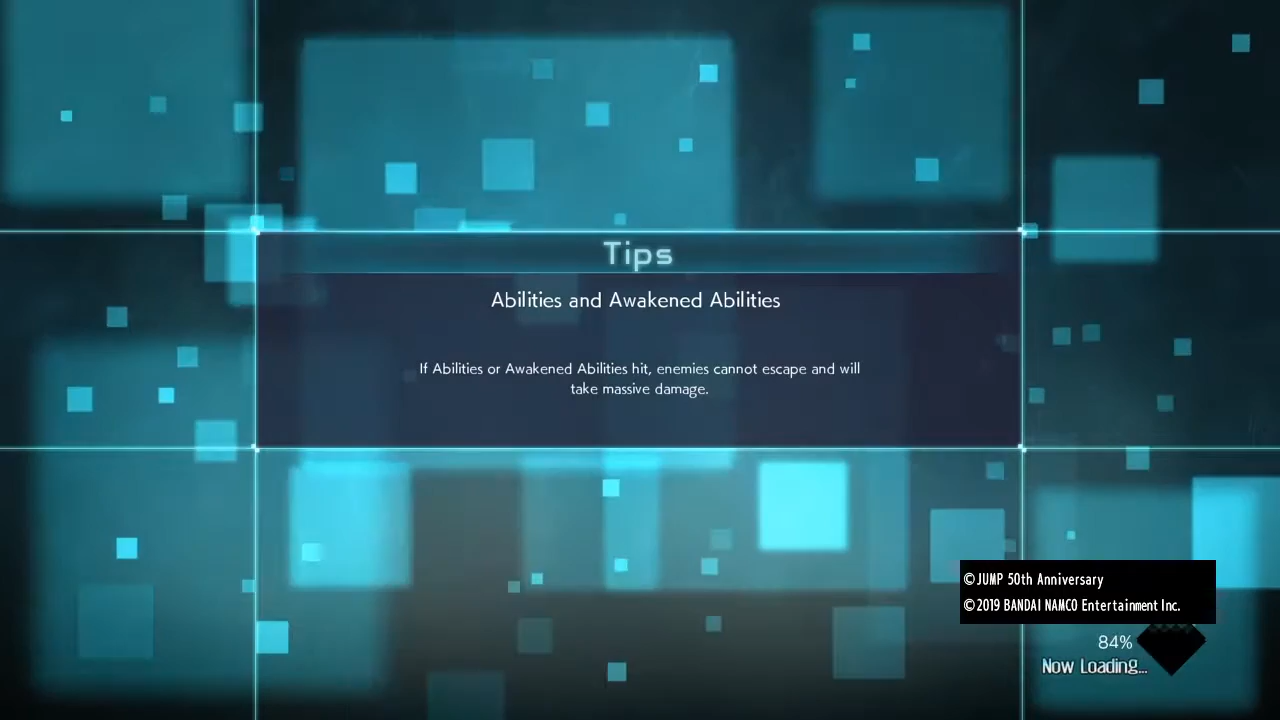 Tips
Abilities and Awakened Abilities
If Abilities or Awakened Abilities hit, enemies cannot escape and will
take massive damage.
©JUMP 50th Anniversary
©2019 BANDAI NAMCO Entertainment Inc.
84%
Now Loading...